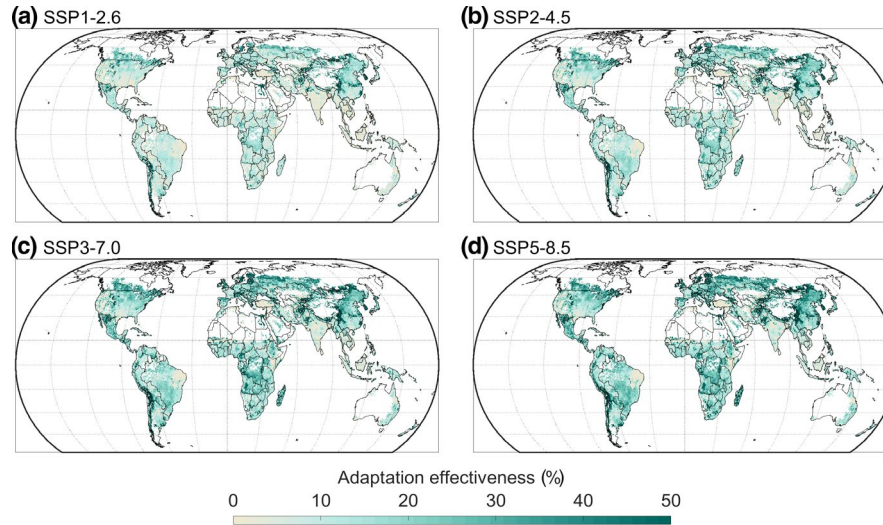 (a) SSP1-2.6
(b) SSP2-4.5
(c) SSP3-7.0
(d) SSP5-8.5
Adaptation effectiveness (%)
0 10 20 30 40 50